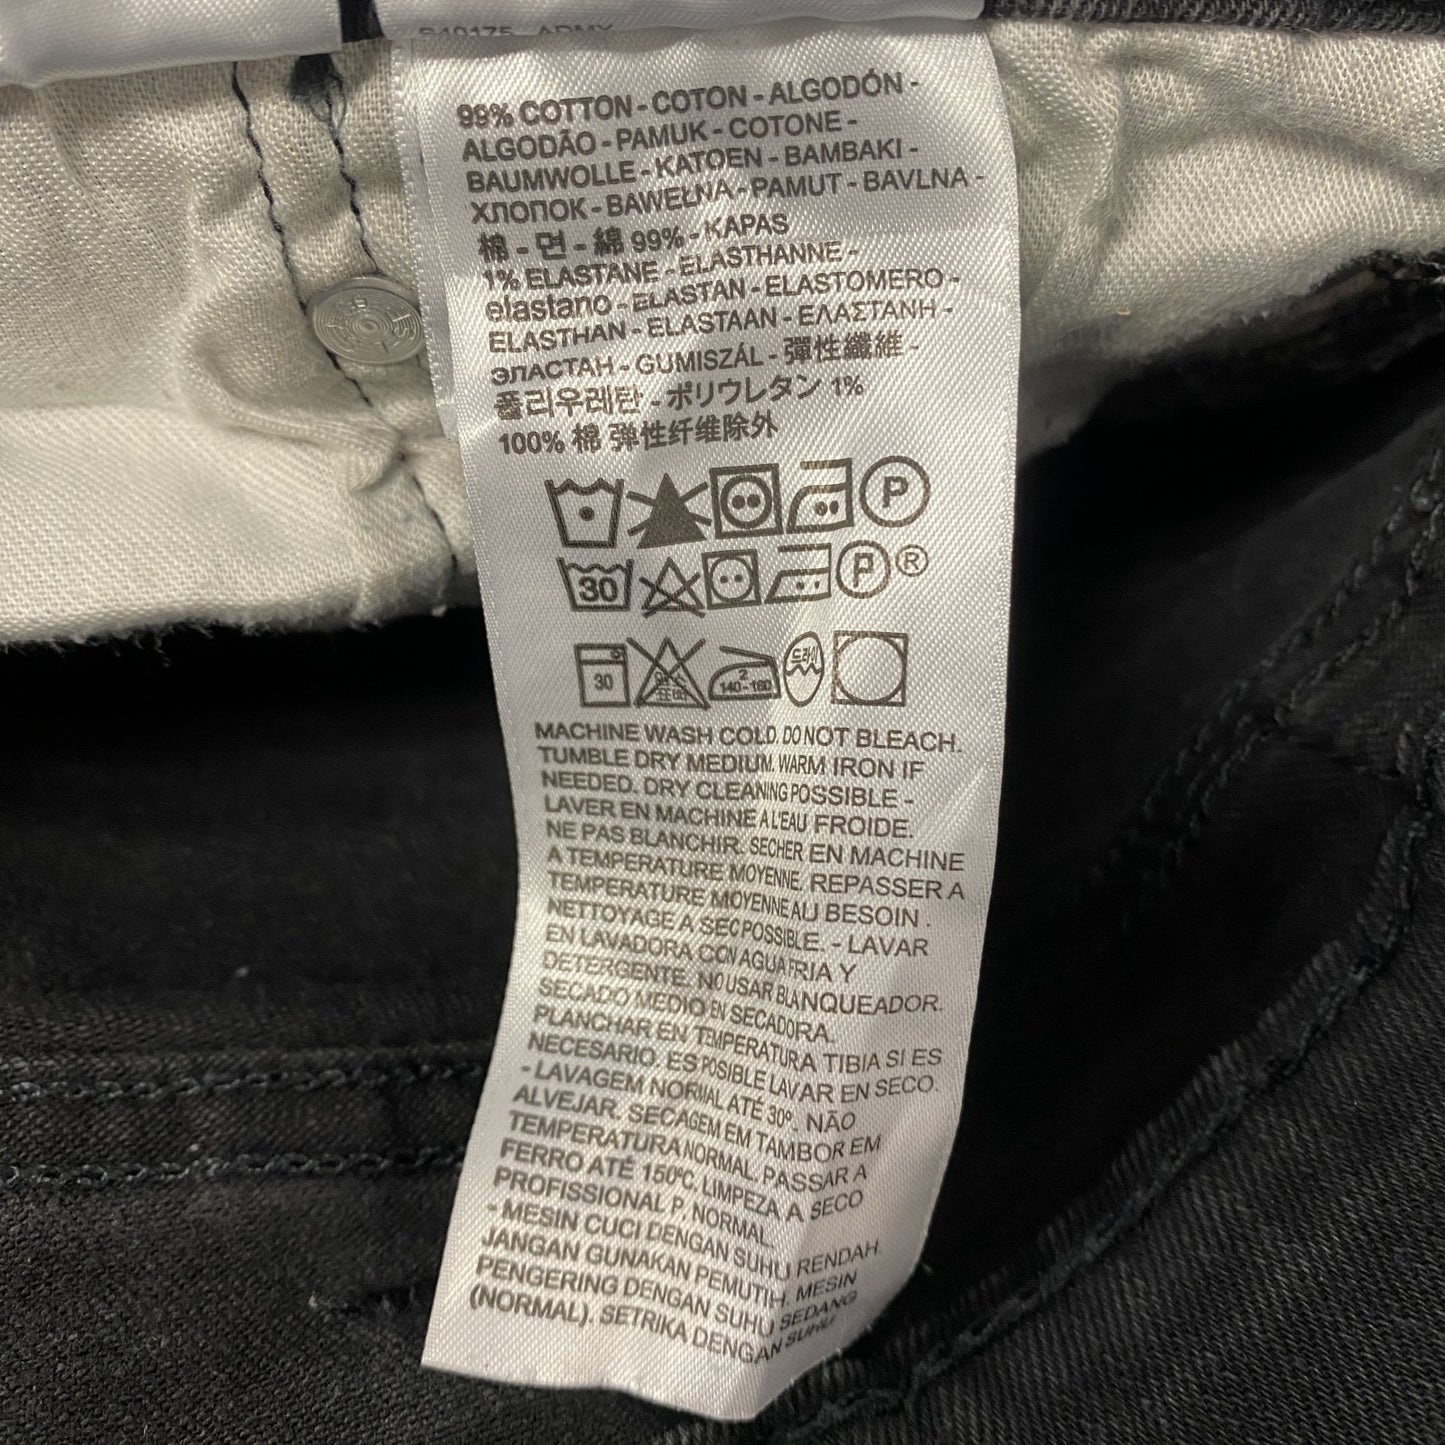 99% COTTON - COTON - ALGODÓN -
ALGODÃO - PAMUK - COTONE -
BAUMWOLLE - KATOEN - BAMBAKI -
ХЛОПОК - BAWEŁNA - PAMUT - BAVLNA -
棉 - 면 - 綿 99% - KAPAS
1% ELASTANE - ELASTHANNE -
elastano - ELASTAN - ELASTOMERO -
ELASTHAN - ELASTAAN - ΕΛΑΣΤΑΝΗ -
ЭЛАСТАН - GUMISZÁL - 彈性纖維 -
폴리우레탄 - ポリウレタン 1%
100% 棉 弹性纤维除外
P
30 P ®
30 2 140-160 드라이
MACHINE WASH COLD. DO NOT BLEACH.
TUMBLE DRY MEDIUM. WARM IRON IF
NEEDED. DRY CLEANING POSSIBLE -
LAVER EN MACHINE A L'EAU FROIDE.
NE PAS BLANCHIR. SECHER EN MACHINE
A TEMPERATURE MOYENNE. REPASSER A
TEMPERATURE MOYENNE AU BESOIN .
NETTOYAGE A SEC POSSIBLE. - LAVAR
EN LAVADORA CON AGUA FRIA Y
DETERGENTE. NO USAR BLANQUEADOR.
SECADO MEDIO EN SECADORA.
PLANCHAR EN TEMPERATURA TIBIA SI ES
NECESARIO. ES POSIBLE LAVAR EN SECO.
- LAVAGEM NORMAL ATÉ 30º. NÃO
ALVEJAR. SECAGEM EM TAMBOR EM
TEMPERATURA NORMAL. PASSAR A
FERRO ATÉ 150ºC. LIMPEZA A SECO
PROFISSIONAL P. NORMAL.
- MESIN CUCI DENGAN SUHU RENDAH.
JANGAN GUNAKAN PEMUTIH. MESIN
PENGERING DENGAN SUHU SEDANG
(NORMAL). SETRIKA DENGAN SUHU